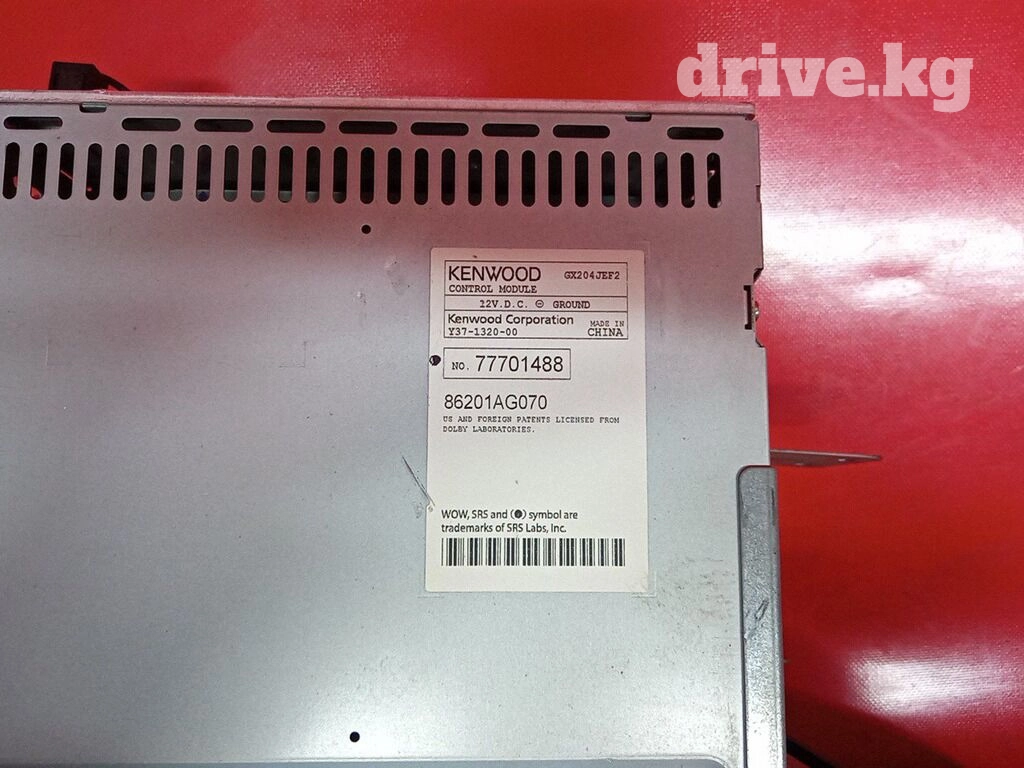 drive.kg
KENWOOD GX204JEF2
CONTROL MODULE
12V.D.C. ⊖ GROUND
Kenwood Corporation MADE IN
Y37-1320-00 CHINA
NO. 77701488
86201AG070
US AND FOREIGN PATENTS LICENSED FROM
DOLBY LABORATORIES.
WOW, SRS and (●) symbol are
trademarks of SRS Labs, Inc.